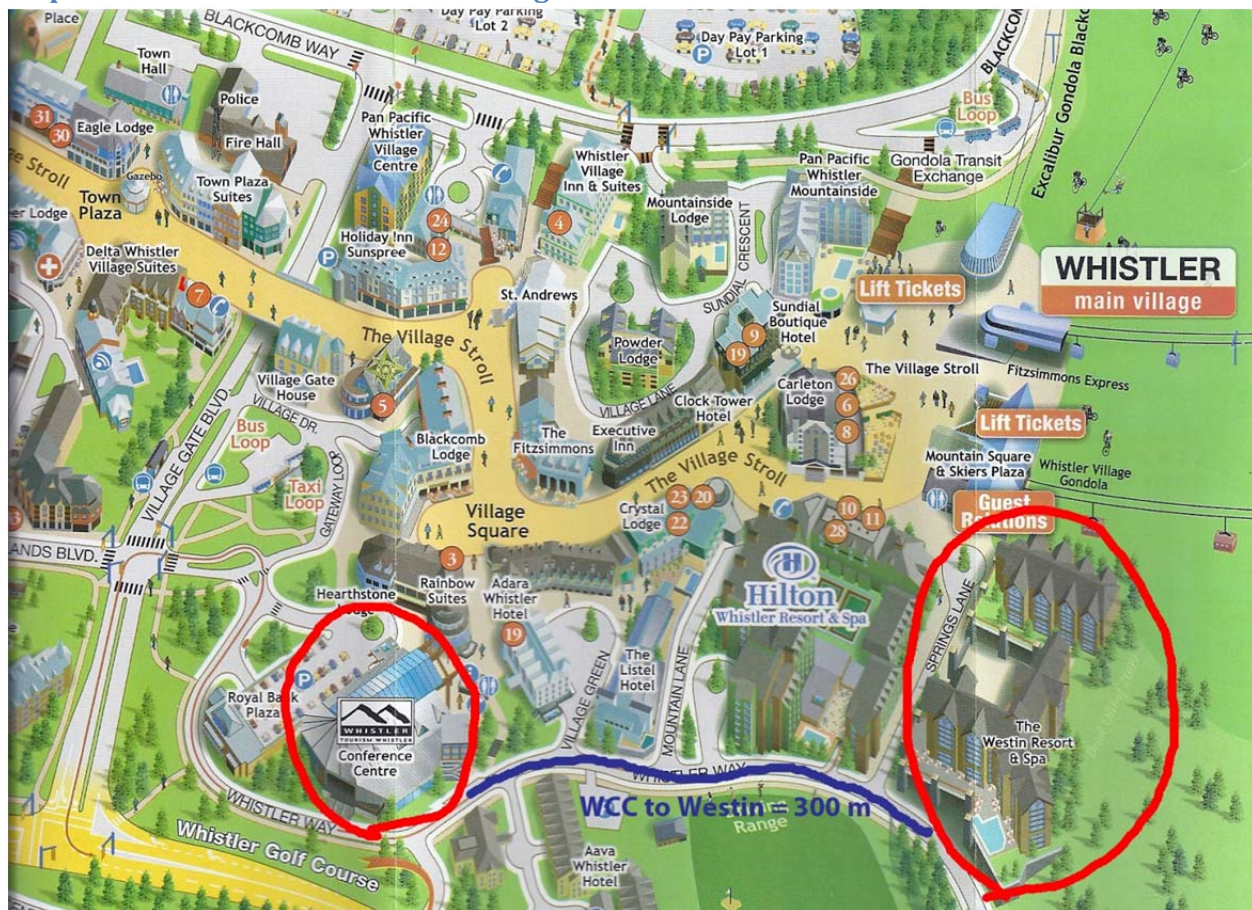 Day Pay Parking
Lot 2
Day Pay Parking
Lot 1
BLACKCOMB WAY
Place
Town
Hall
Police
Fire Hall
31
30
Eagle Lodge
Pan Pacific
Whistler
Village
Centre
Whistler
Village
Inn & Suites
Bus
Loop
Gondola Transit
Exchange
Excalibur Gondola
Pan Pacific
Whistler
Mountainside
Mountainside
Lodge
Stroll
Gazebo
Town
Plaza
Town Plaza
Suites
24
12
4
Holiday Inn
Sunspree
P
Lodge
Delta Whistler
Village Suites
7
St. Andrews
SUNDIAL CRESCENT
Lift Tickets
WHISTLER
main village
The Village Stroll
Powder
Lodge
9
19
Sundial
Boutique
Hotel
Fitzsimmons Express
The Village Stroll
Village Gate
House
5
VILLAGE LANE
Clock Tower
Hotel
Carleton
Lodge
26
6
8
VILLAGE GATE BLVD.
VILLAGE DR.
Bus
Loop
Taxi
Loop
GATEWAY LOOP
Blackcomb
Lodge
The
Fitzsimmons
Executive
Inn
The Village Stroll
Lift Tickets
Mountain Square
& Skiers Plaza
Whistler Village
Gondola
Village
Square
Crystal
Lodge
23
20
22
10
11
28
Guest
Relations
LANDS BLVD.
3
Rainbow
Suites
Hearthstone
Adara
Whistler
Hotel
19
Hilton
Whistler Resort & Spa
SPRINGS LANE
Royal Bank
Plaza
P
WHISTLER
TOURISM WHISTLER
Conference
Centre
VILLAGE GREEN
The
Listel
Hotel
MOUNTAIN LANE
The
Westin Resort
& Spa
WHISTLER WAY
WHISTLER WAY
WCC to Westin = 300 m
Range
Whistler Golf Course
Aava
Whistler
Hotel